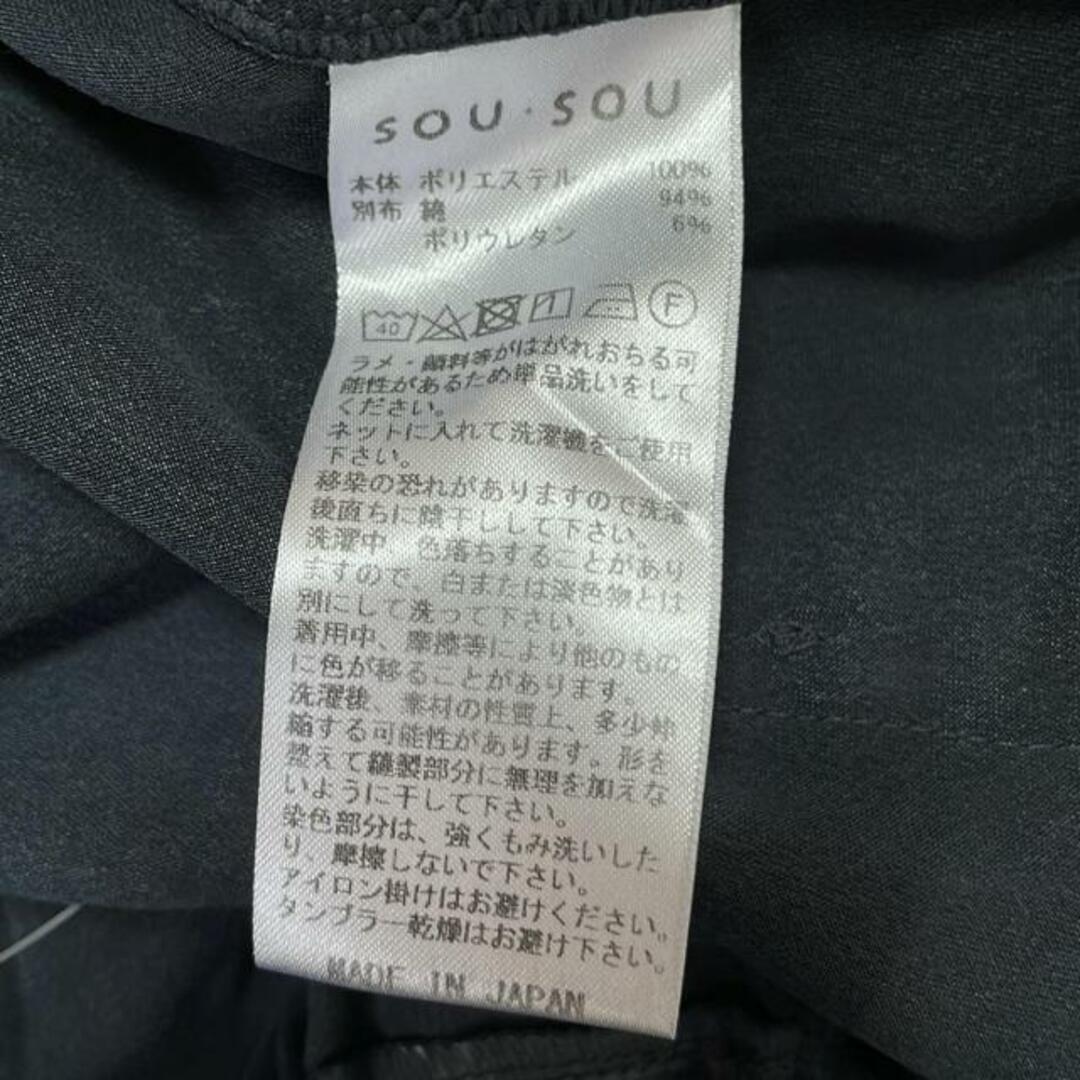 SOU・SOU
本体 ポリエステル 100%
別布 綿 94%
ポリウレタン 6%
40 F
ラメ・顔料等がはがれおちる可
能性があるため単品洗いをして
ください。
ネットに入れて洗濯機をご使用
下さい。
移染の恐れがありますので洗濯
後直ちに陰干しして下さい。
洗濯中、色落ちすることがあり
ますので、白または淡色物とは
別にして洗って下さい。
着用中、摩擦等により他のもの
に色が移ることがあります。
洗濯後、素材の性質上、多少伸
縮する可能性があります。形を
整えて縫製部分に無理を加えな
いように干して下さい。
染色部分は、強くもみ洗いした
り、摩擦しないで下さい。
アイロン掛けはお避けください。
タンブラー乾燥はお避け下さい。
MADE IN JAPAN